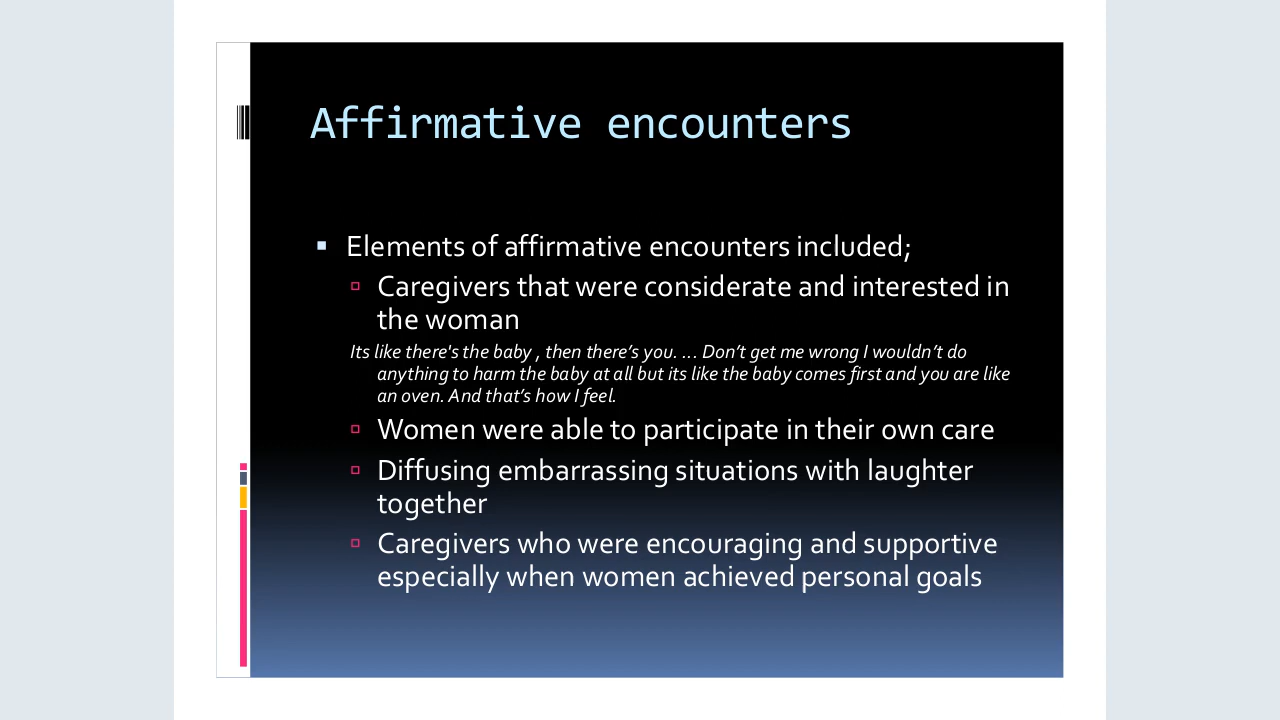 Affirmative encounters
Elements of affirmative encounters included;
Caregivers that were considerate and interested in
the woman
Its like there's the baby , then there’s you. ... Don’t get me wrong I wouldn’t do
anything to harm the baby at all but its like the baby comes first and you are like
an oven. And that’s how I feel.
Women were able to participate in their own care
Diffusing embarrassing situations with laughter
together
Caregivers who were encouraging and supportive
especially when women achieved personal goals